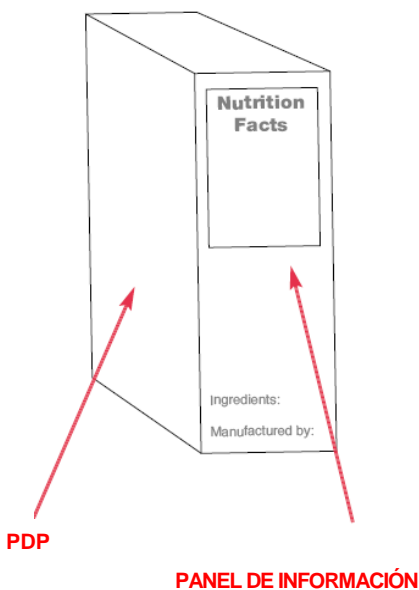 Nutrition
Facts
Ingredients:
Manufactured by:
PDP
PANEL DE INFORMACIÓN